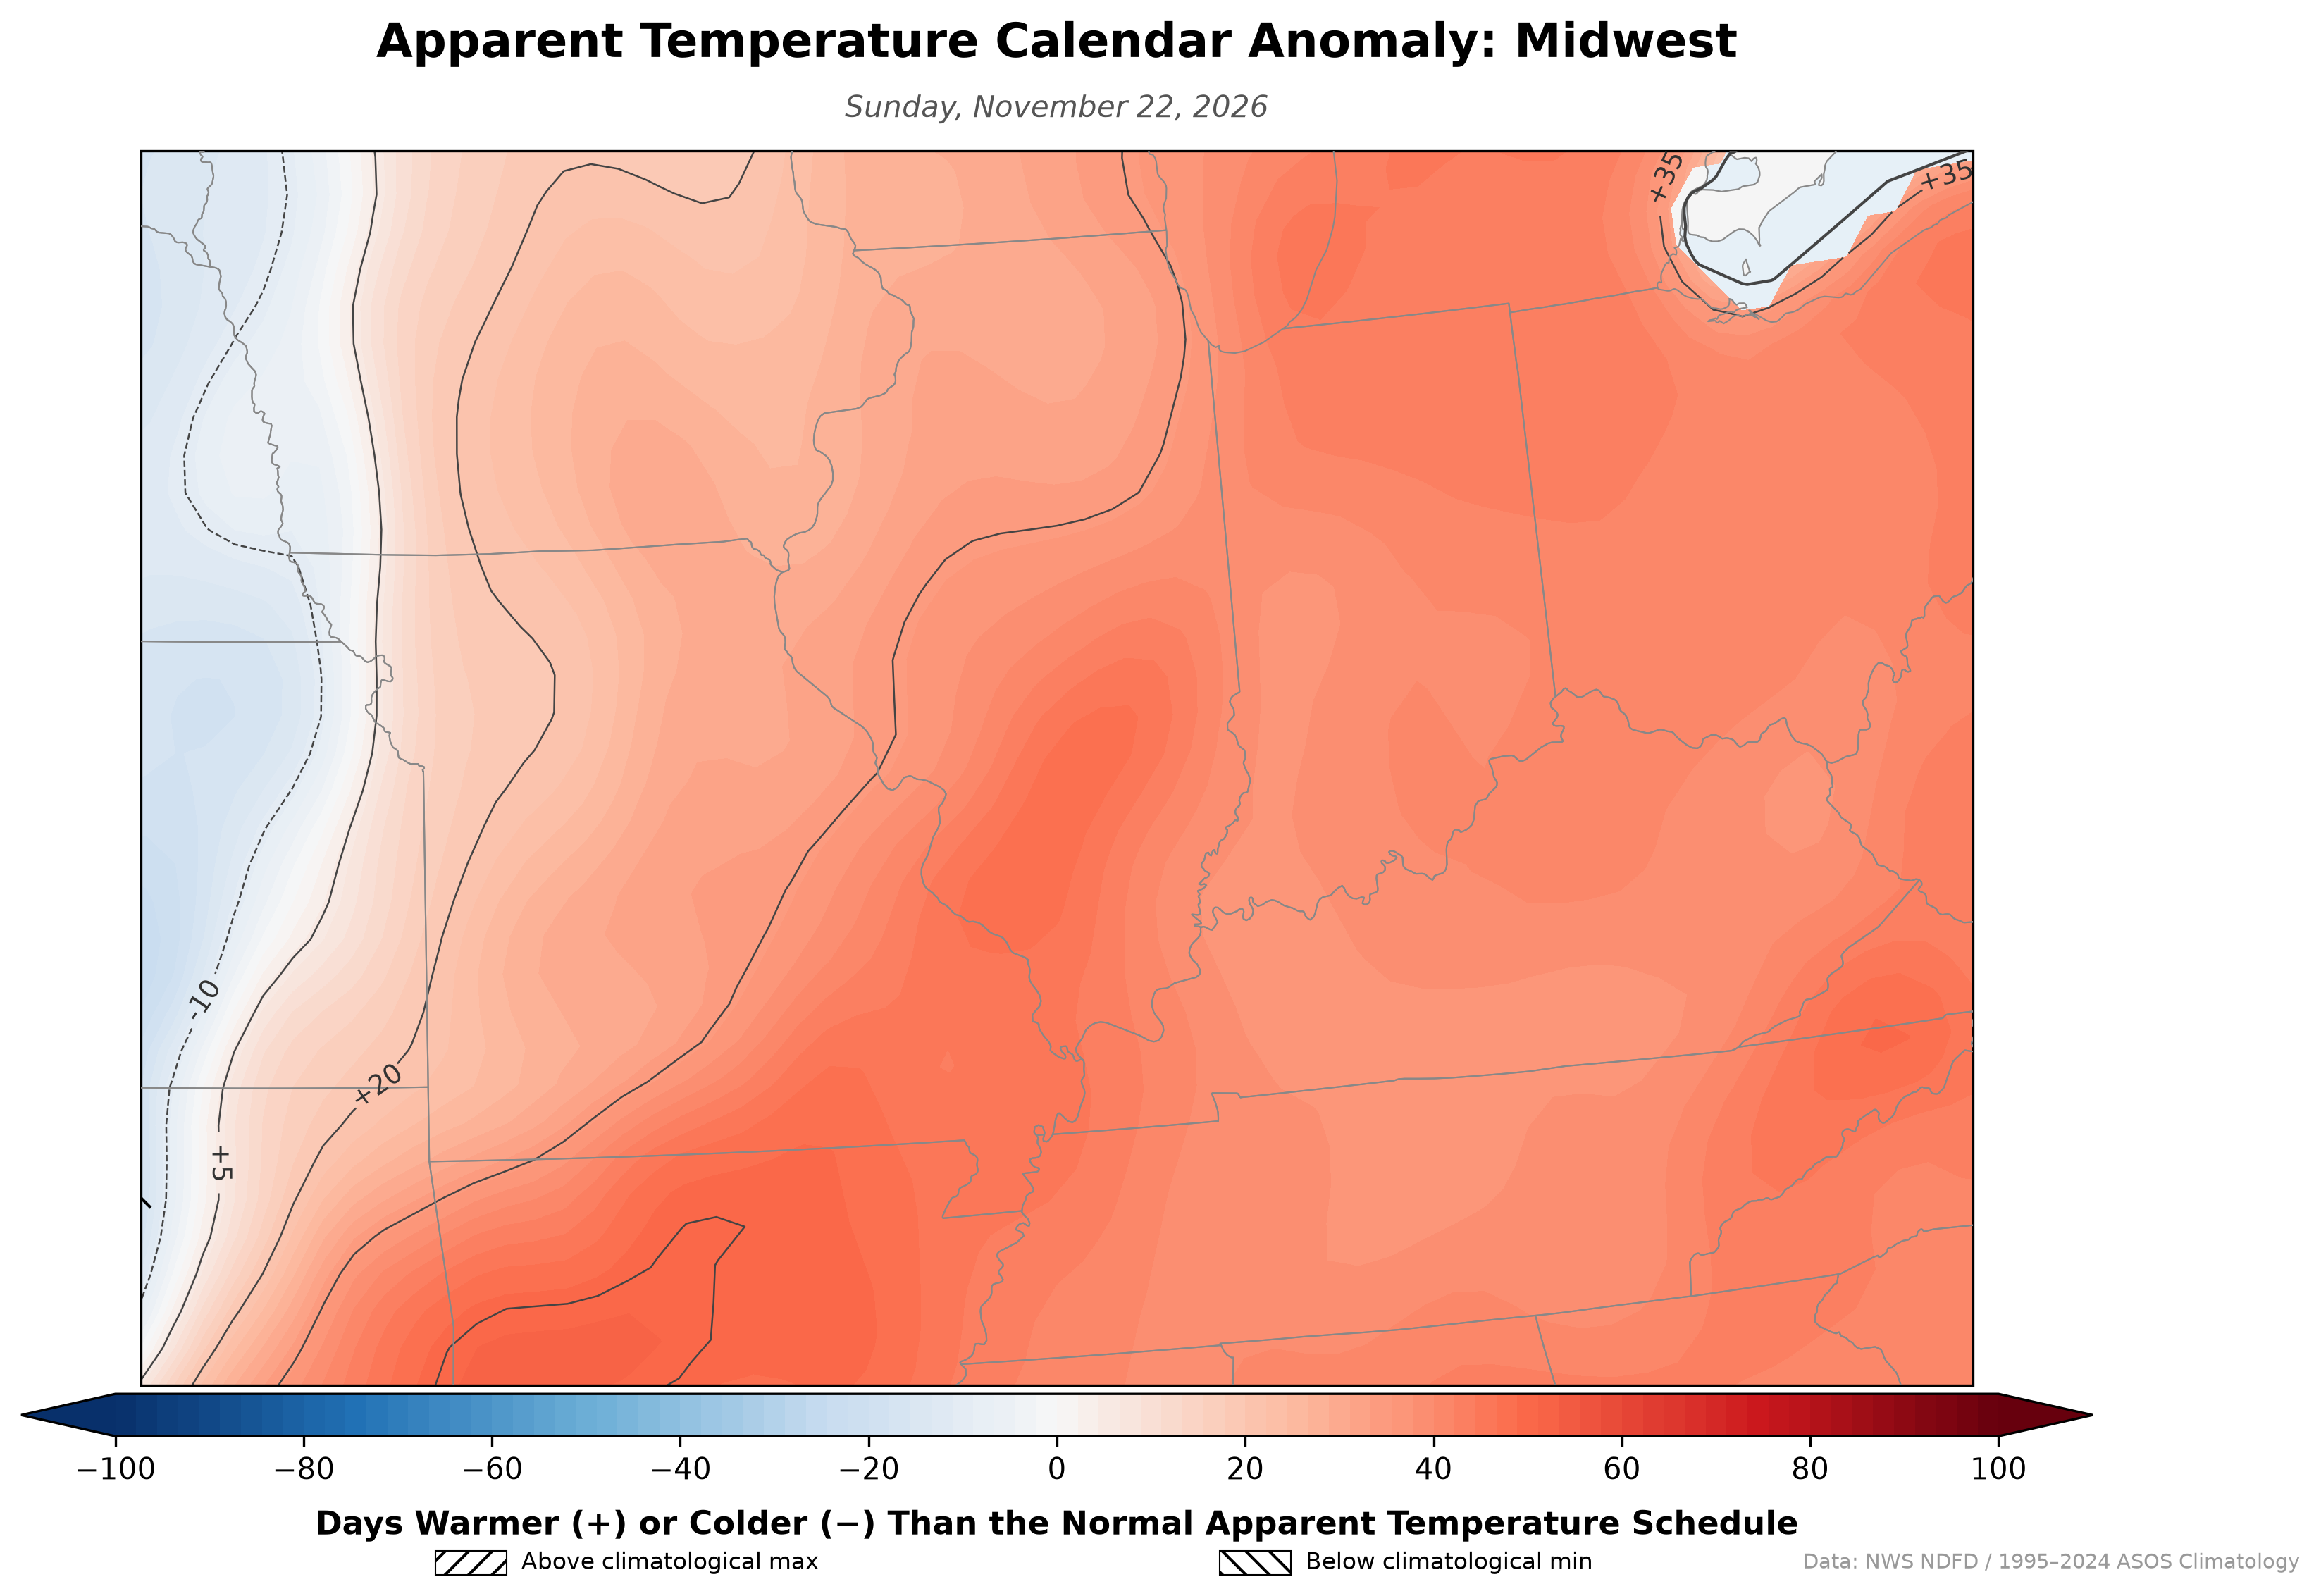 Apparent Temperature Calendar Anomaly: Midwest
Sunday, November 22, 2026
+35
+35
-10
+20
+5
−100 −80 −60 −40 −20 0 20 40 60 80 100
Days Warmer (+) or Colder (−) Than the Normal Apparent Temperature Schedule
Above climatological max
Below climatological min
Data: NWS NDFD / 1995–2024 ASOS Climatology